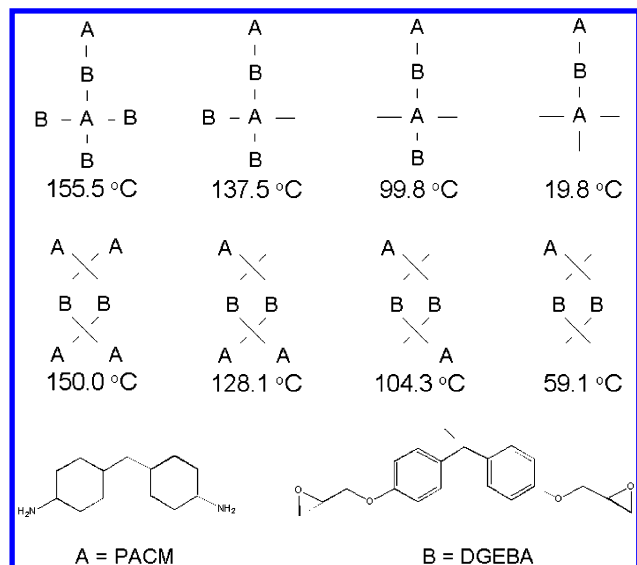 A A A A
B B B B
B – A – B B – A – – A – – A –
B B B
155.5 °C 137.5 °C 99.8 °C 19.8 °C
A A A A A
B B B B B B B B
A A A A A
150.0 °C 128.1 °C 104.3 °C 59.1 °C
H₂N NH₂ O O O O
A = PACM B = DGEBA